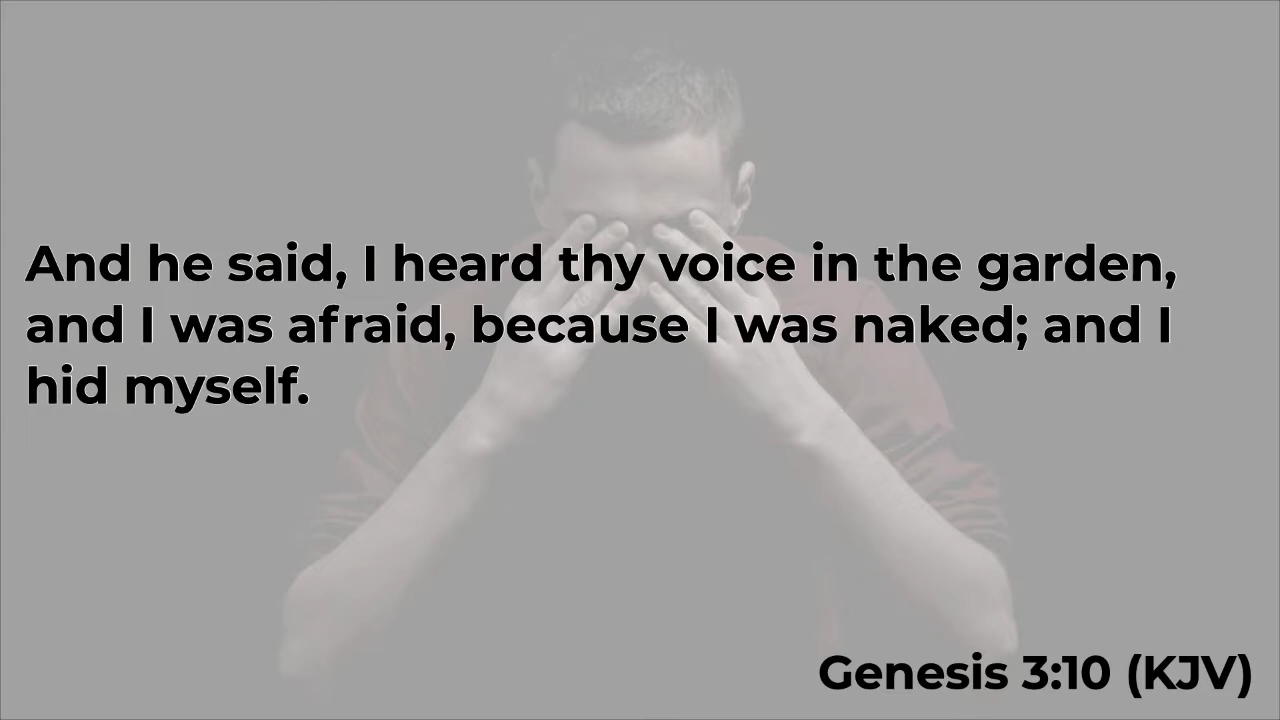 And he said, I heard thy voice in the garden,
and I was afraid, because I was naked; and I
hid myself.
Genesis 3:10 (KJV)